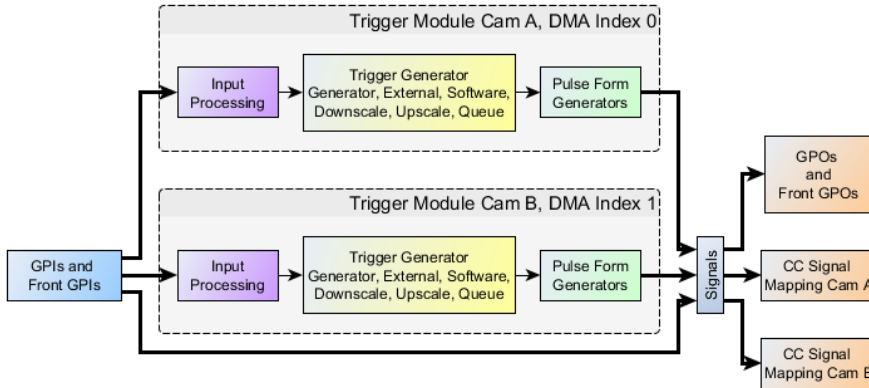 Trigger Module Cam A, DMA Index 0
Input
Processing
Trigger Generator
Generator, External, Software,
Downscale, Upscale, Queue
Pulse Form
Generators
GPOs
and
Front GPOs
Trigger Module Cam B, DMA Index 1
GPIs and
Front GPIs
Input
Processing
Trigger Generator
Generator, External, Software,
Downscale, Upscale, Queue
Pulse Form
Generators
Signals
CC Signal
Mapping Cam A
CC Signal
Mapping Cam B